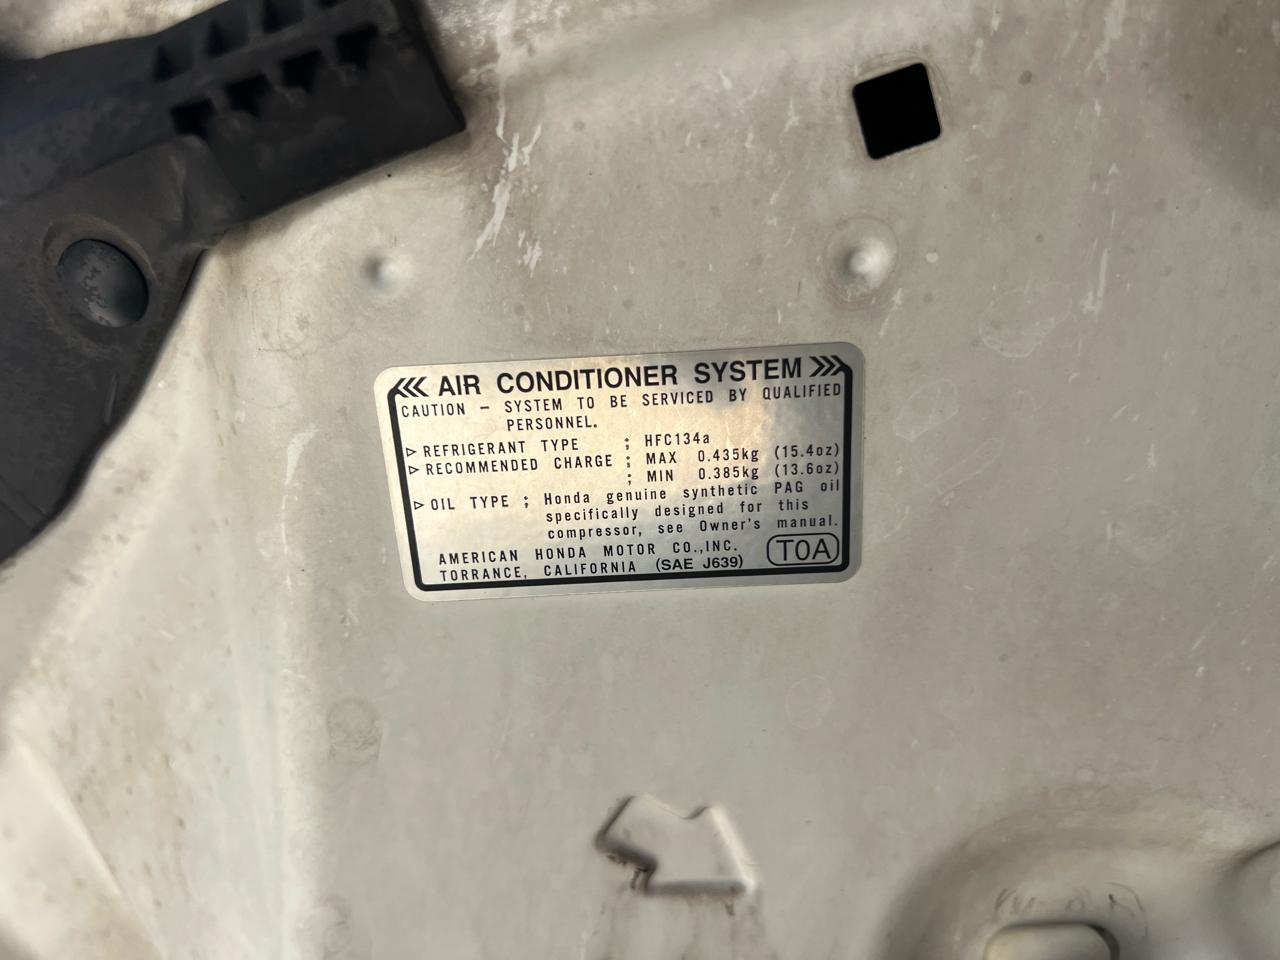 AIR CONDITIONER SYSTEM
CAUTION – SYSTEM TO BE SERVICED BY QUALIFIED
PERSONNEL.
▷ REFRIGERANT TYPE ; HFC134a
▷ RECOMMENDED CHARGE ; MAX 0.435kg (15.4oz)
; MIN 0.385kg (13.6oz)
▷ OIL TYPE ; Honda genuine synthetic PAG oil
specifically designed for this
compressor, see Owner's manual.
AMERICAN HONDA MOTOR CO.,INC.
TORRANCE, CALIFORNIA (SAE J639)
T0A